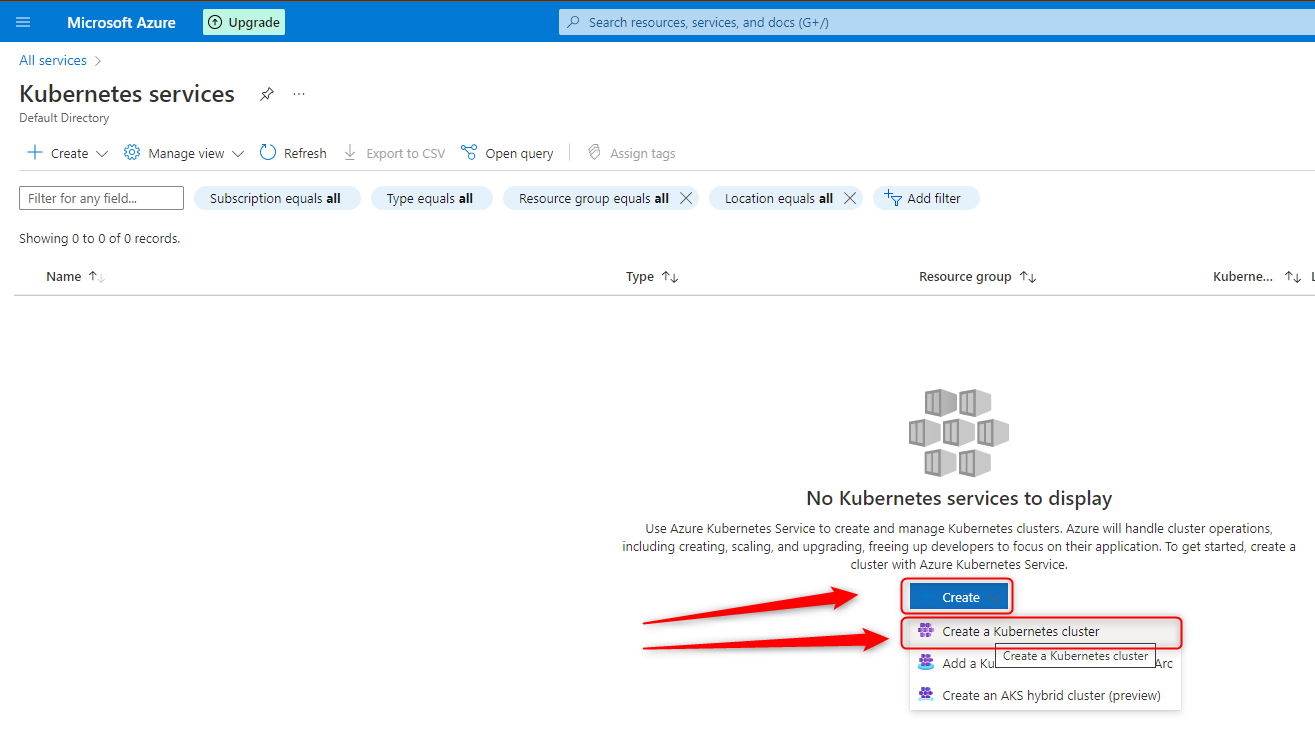 Microsoft Azure Upgrade Search resources, services, and docs (G+/)
All services
Kubernetes services ...
Default Directory
Create Manage view Refresh Export to CSV Open query Assign tags
Filter for any field... Subscription equals all Type equals all Resource group equals all Location equals all Add filter
Showing 0 to 0 of 0 records.
Name Type Resource group Kuberne...
No Kubernetes services to display
Use Azure Kubernetes Service to create and manage Kubernetes clusters. Azure will handle cluster operations,
including creating, scaling, and upgrading, freeing up developers to focus on their application. To get started, create a
cluster with Azure Kubernetes Service.
Create
Create a Kubernetes cluster
Create a Kubernetes cluster
Add a Ku Arc
Create an AKS hybrid cluster (preview)